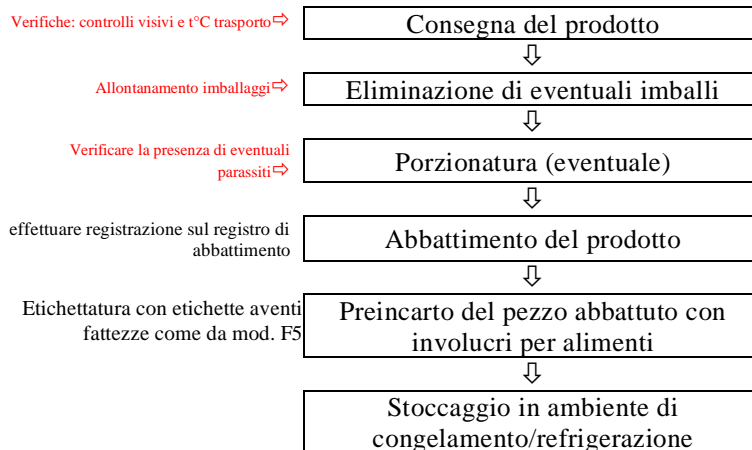 Verifiche: controlli visivi e t°C trasporto⇨
Consegna del prodotto
⇩
Allontanamento imballaggi⇨
Eliminazione di eventuali imballi
⇩
Verificare la presenza di eventuali
parassiti⇨
Porzionatura (eventuale)
⇩
effettuare registrazione sul registro di
abbattimento
Abbattimento del prodotto
⇩
Etichettatura con etichette aventi
fattezze come da mod. F5
Preincarto del pezzo abbattuto con
involucri per alimenti
⇩
Stoccaggio in ambiente di
congelamento/refrigerazione